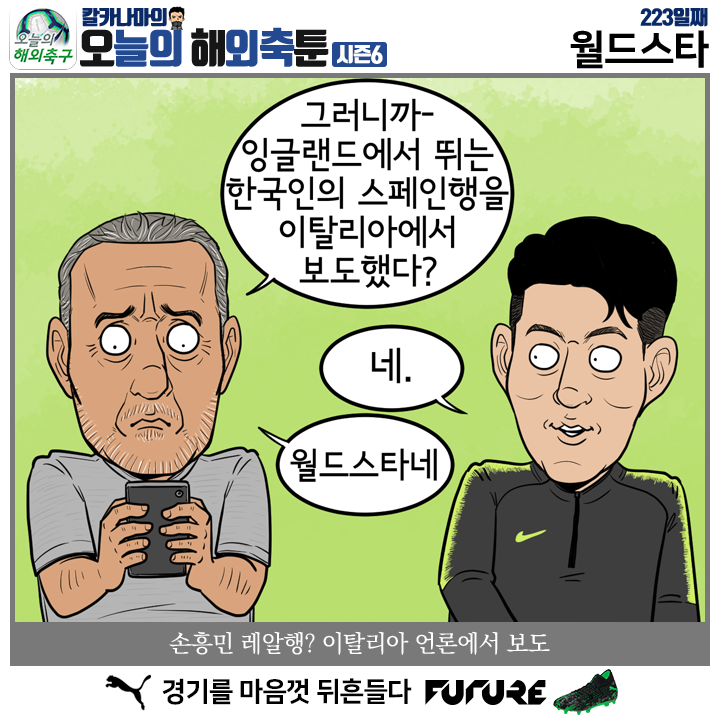 오늘의
해외축구
칼카나마의
오늘의 해외축툰
시즌6
223일째
월드스타
그러니까-
잉글랜드에서 뛰는
한국인의 스페인행을
이탈리아에서
보도했다?
네.
월드스타네
손흥민 레알행? 이탈리아 언론에서 보도
경기를 마음껏 뒤흔들다 FUTURE